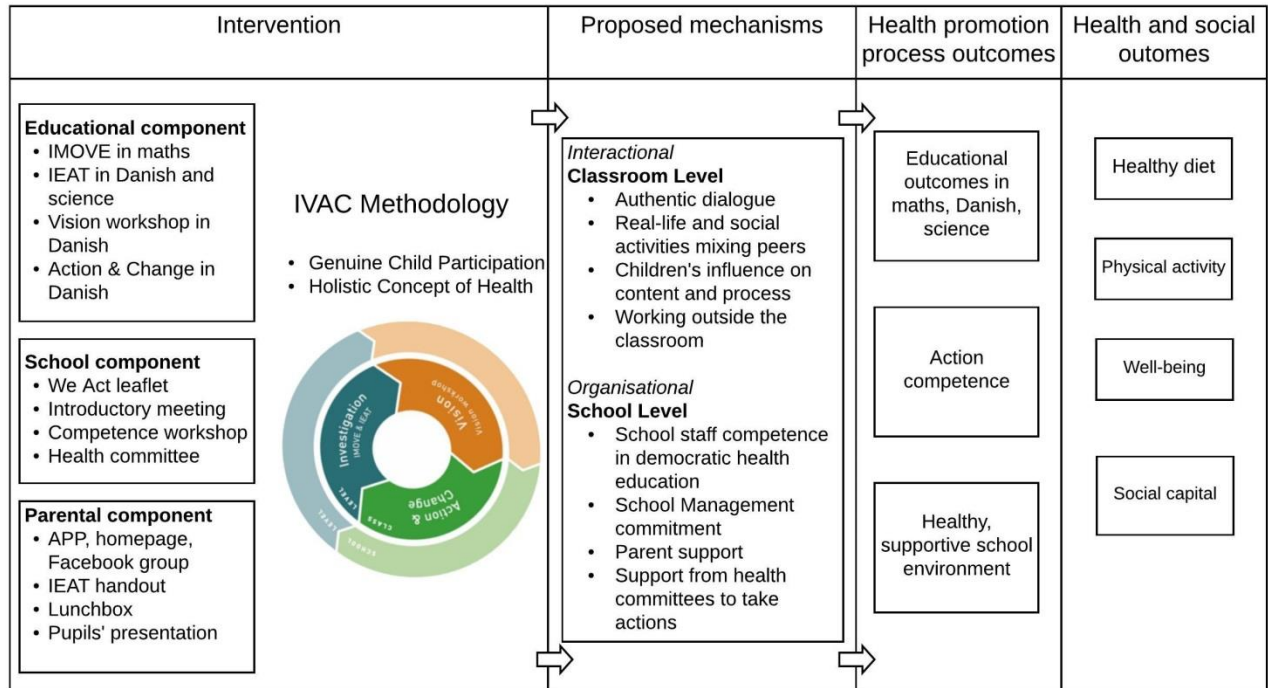 Intervention
Proposed mechanisms
Health promotion
process outcomes
Health and social
outomes
Educational component
• IMOVE in maths
• IEAT in Danish and
science
• Vision workshop in
Danish
• Action & Change in
Danish
School component
• We Act leaflet
• Introductory meeting
• Competence workshop
• Health committee
Parental component
• APP, homepage,
Facebook group
• IEAT handout
• Lunchbox
• Pupils' presentation
IVAC Methodology
• Genuine Child Participation
• Holistic Concept of Health
Investigation
IMOVE & IEAT
Vision
Vision workshop
Action &
Change
CLASS LEVEL
SCHOOL LEVEL
Interactional
Classroom Level
• Authentic dialogue
• Real-life and social
activities mixing peers
• Children's influence on
content and process
• Working outside the
classroom
Organisational
School Level
• School staff competence
in democratic health
education
• School Management
commitment
• Parent support
• Support from health
committees to take
actions
Educational
outcomes in
maths, Danish,
science
Action
competence
Healthy,
supportive school
environment
Healthy diet
Physical activity
Well-being
Social capital